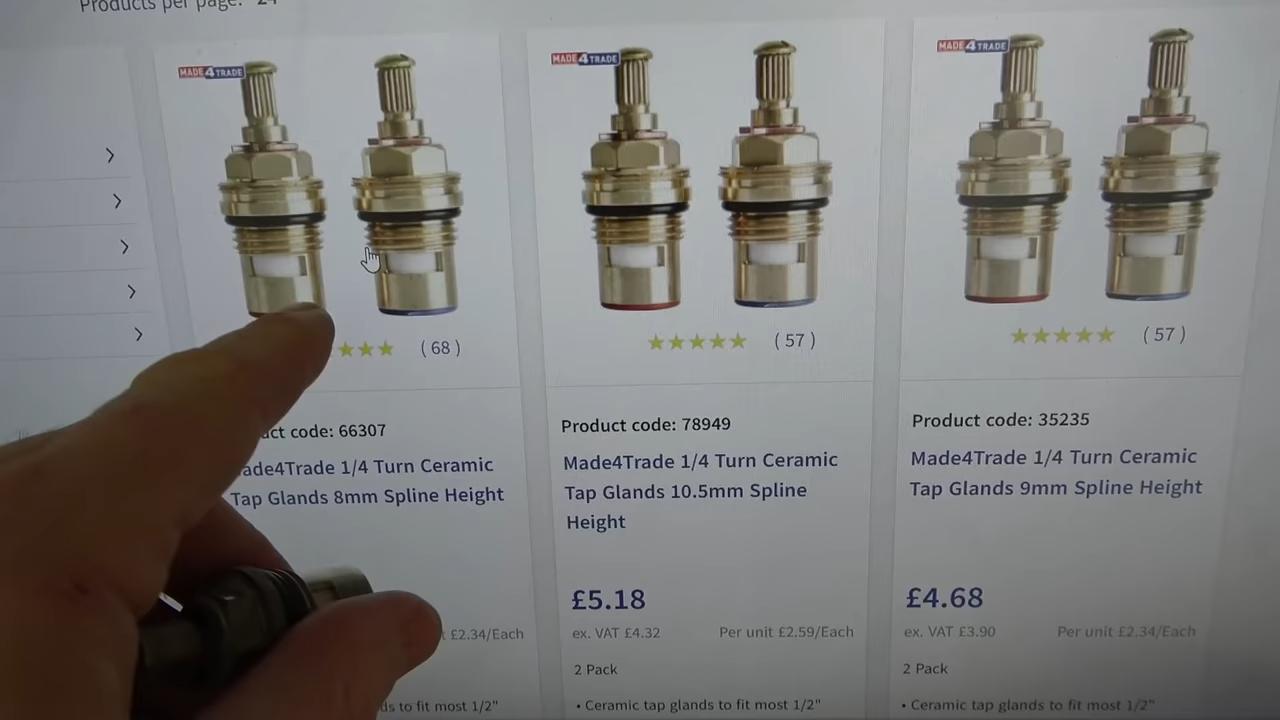 Products per page: 24
MADE4TRADE
MADE4TRADE
MADE4TRADE
( 68 )
( 57 )
( 57 )
code: 66307
Made4Trade 1/4 Turn Ceramic
Tap Glands 8mm Spline Height
£2.34/Each
to fit most 1/2"
Product code: 78949
Made4Trade 1/4 Turn Ceramic
Tap Glands 10.5mm Spline
Height
£5.18
ex. VAT £4.32
Per unit £2.59/Each
2 Pack
• Ceramic tap glands to fit most 1/2"
Product code: 35235
Made4Trade 1/4 Turn Ceramic
Tap Glands 9mm Spline Height
£4.68
ex. VAT £3.90
Per unit £2.34/Each
2 Pack
• Ceramic tap glands to fit most 1/2"